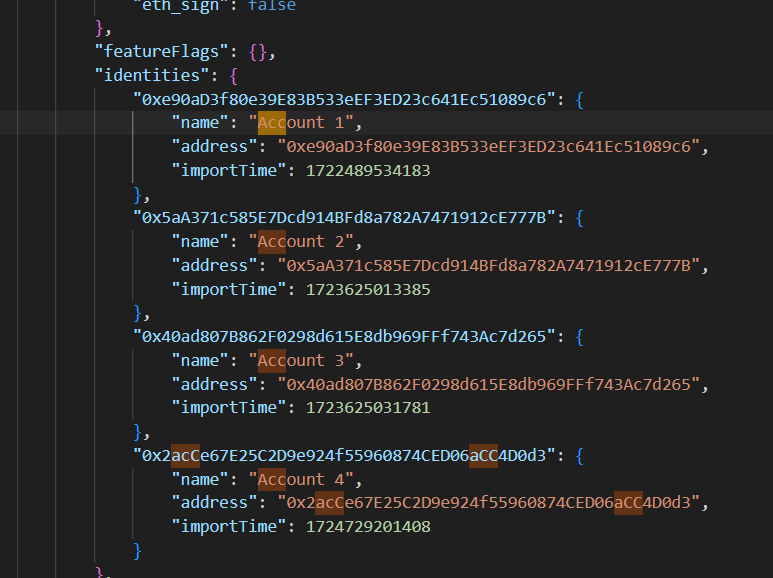 "eth_sign": false
},
"featureFlags": {},
"identities": {
"0xe90aD3f80e39E83B533eEF3ED23c641Ec51089c6": {
"name": "Account 1",
"address": "0xe90aD3f80e39E83B533eEF3ED23c641Ec51089c6",
"importTime": 1722489534183
},
"0x5aA371c585E7Dcd914BFd8a782A7471912cE777B": {
"name": "Account 2",
"address": "0x5aA371c585E7Dcd914BFd8a782A7471912cE777B",
"importTime": 1723625013385
},
"0x40ad807B862F0298d615E8db969FFf743Ac7d265": {
"name": "Account 3",
"address": "0x40ad807B862F0298d615E8db969FFf743Ac7d265",
"importTime": 1723625031781
},
"0x2acCe67E25C2D9e924f55960874CED06aCC4D0d3": {
"name": "Account 4",
"address": "0x2acCe67E25C2D9e924f55960874CED06aCC4D0d3",
"importTime": 1724729201408
}
},